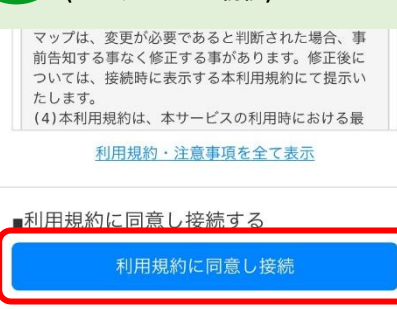 マップは、変更が必要であると判断された場合、事
前告知する事なく修正する事があります。修正後に
ついては、接続時に表示する本利用規約にて提示い
たします。
(4)本利用規約は、本サービスの利用時における最
利用規約・注意事項を全て表示
■利用規約に同意し接続する
利用規約に同意し接続